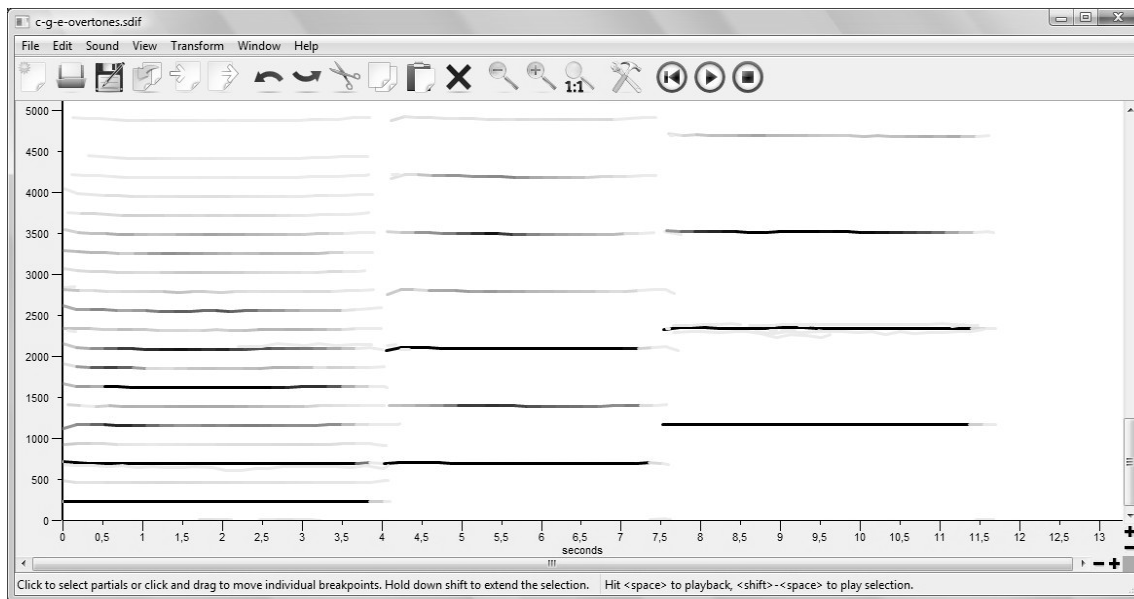 c-g-e-overtones.sdif
File Edit Sound View Transform Window Help
1:1
5000
4500
4000
3500
3000
2500
2000
1500
1000
500
0
0 0,5 1 1,5 2 2,5 3 3,5 4 4,5 5 5,5 6 6,5 7 7,5 8 8,5 9 9,5 10 10,5 11 11,5 12 12,5 13
seconds
Click to select partials or click and drag to move individual breakpoints. Hold down shift to extend the selection. Hit <space> to playback, <shift>-<space> to play selection.